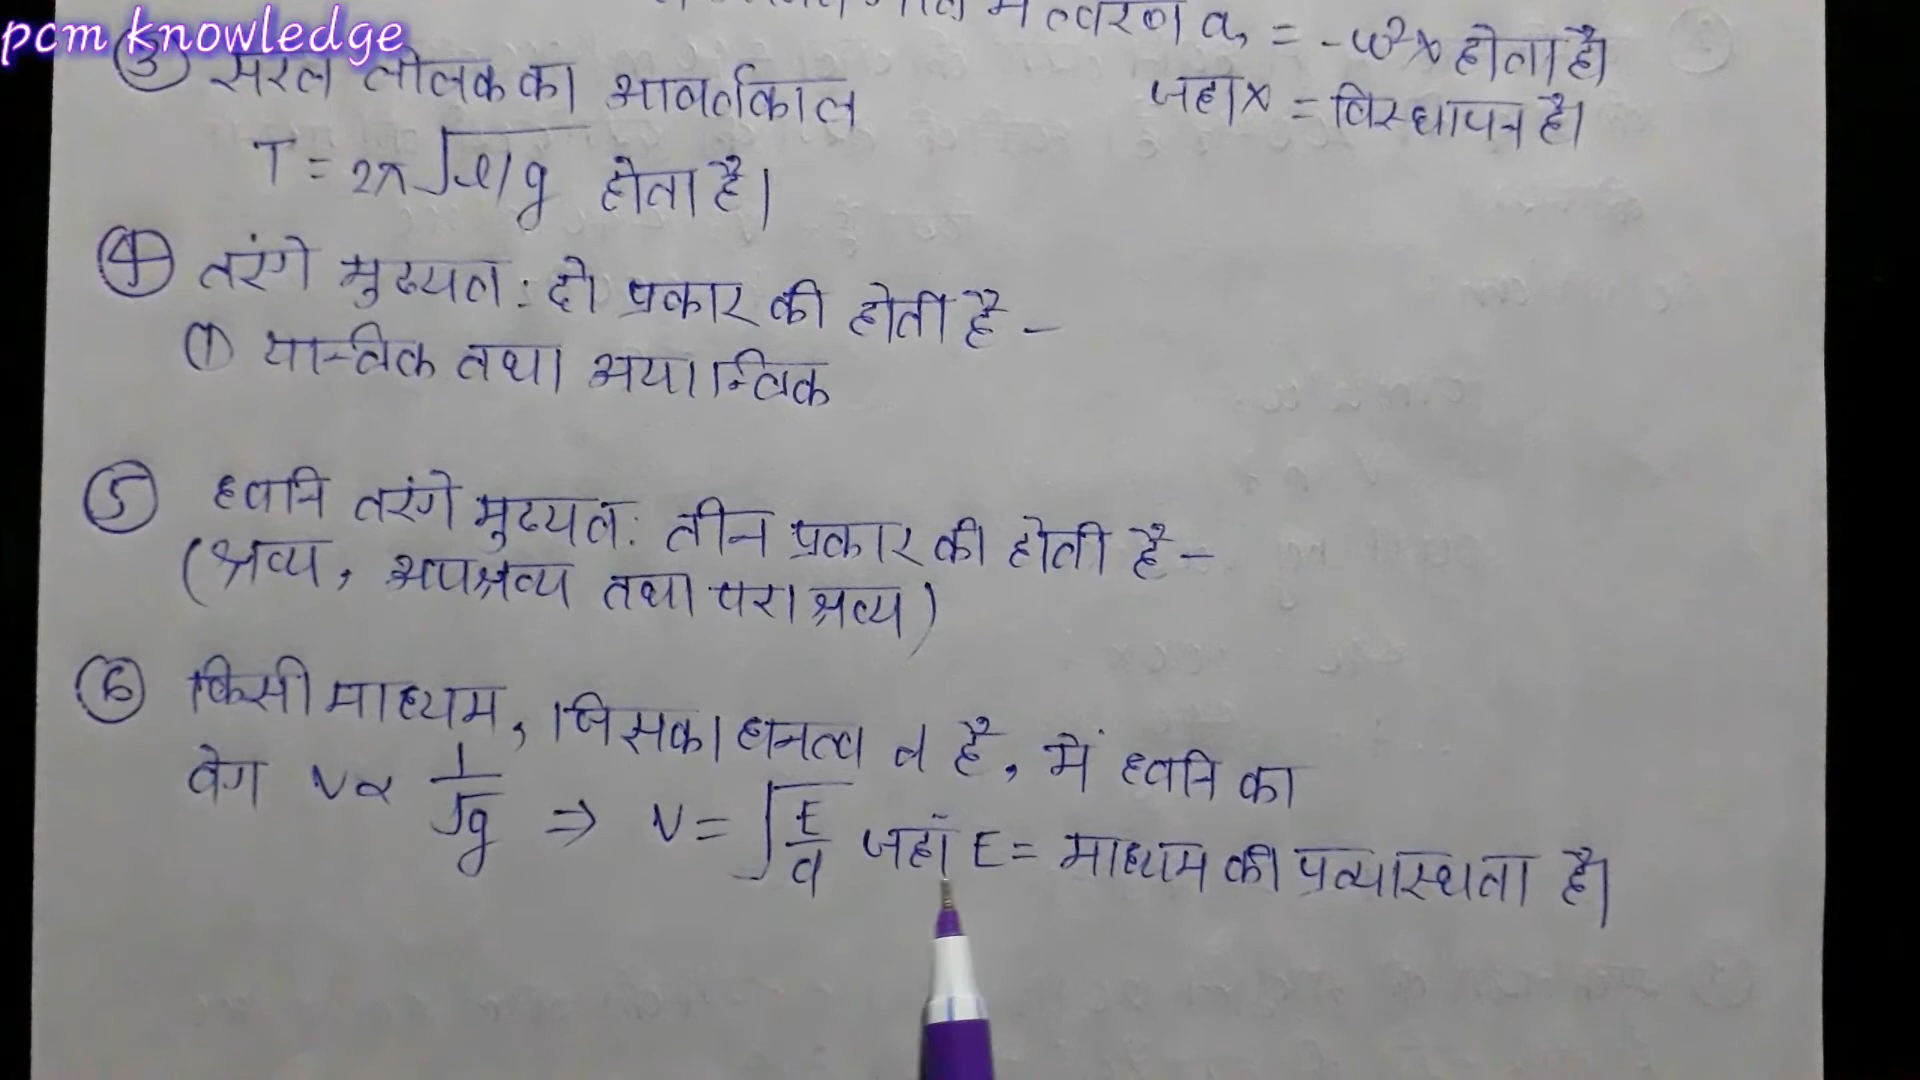 pcm knowledge
में त्वरण a, = -ω²x होता है।
③ सरल लोलक का आवर्तकाल
जहा x = विस्थापन है।
T = 2π√l/g होता है।
④ तरंगे मुख्यत: दो प्रकार की होती है –
① यान्त्रिक तथा अयान्त्रिक
⑤ ध्वनि तरंगे मुख्यत: तीन प्रकार की होती है –
(श्रव्य, अपश्रव्य तथा पराश्रव्य)
⑥ किसी माध्यम, जिसका घनत्व d है, में ध्वनि का
वेग v ∝ 1/√g ⇒ v = √E/d जहाँ E = माध्यम की प्रत्यास्थता है।